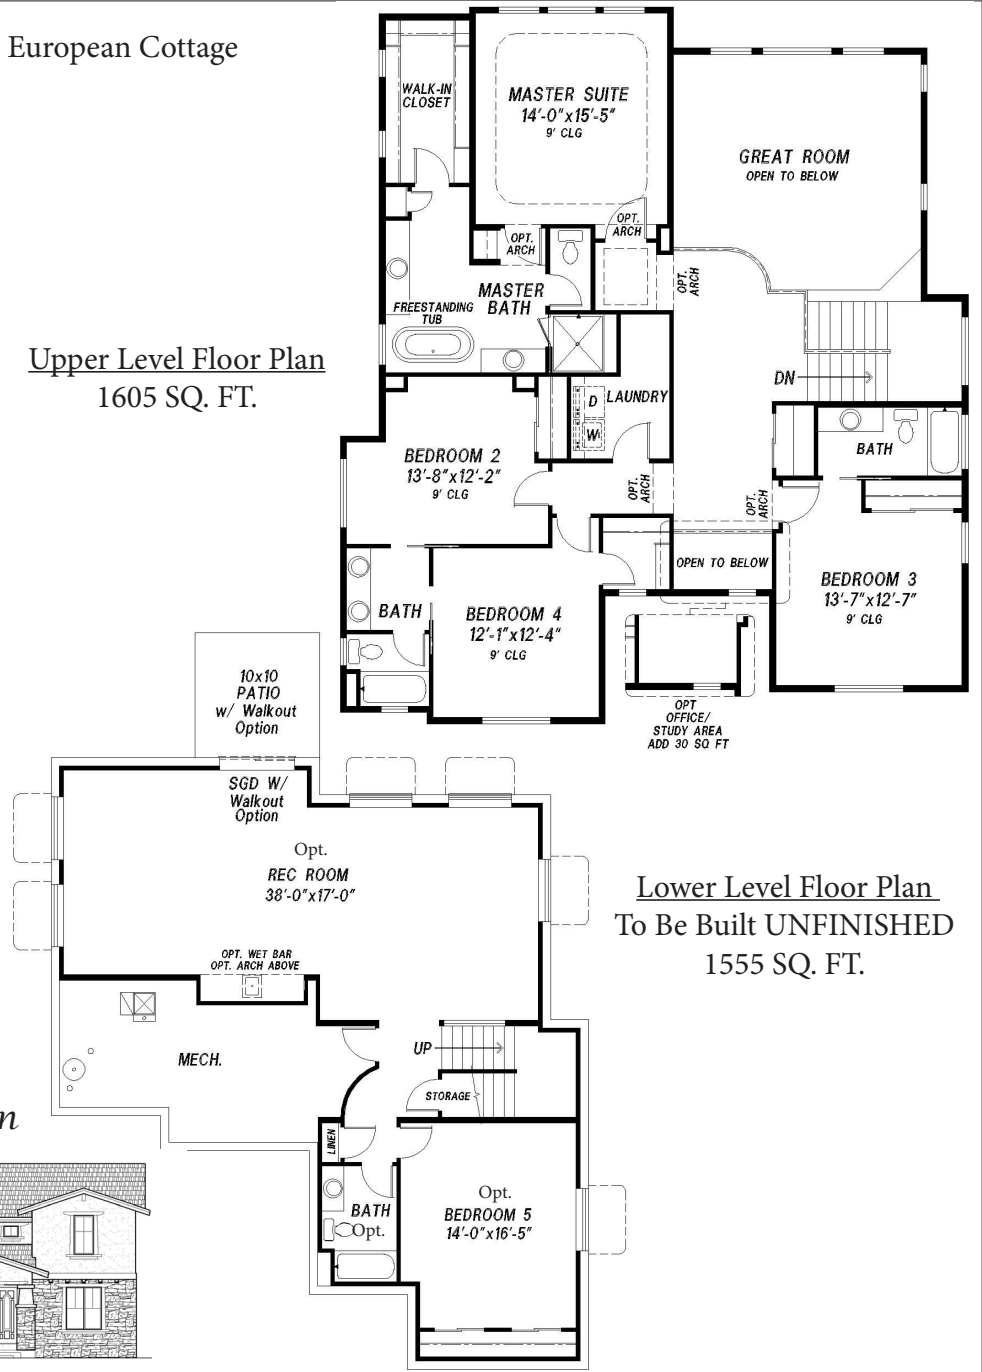 European Cottage
Upper Level Floor Plan
1605 SQ. FT.
WALK-IN
CLOSET
MASTER SUITE
14'-0"x15'-5"
9' CLG
GREAT ROOM
OPEN TO BELOW
OPT.
ARCH
OPT.
ARCH
OPT.
ARCH
MASTER
BATH
FREESTANDING
TUB
DN
D
W
LAUNDRY
BEDROOM 2
13'-8"x12'-2"
9' CLG
OPT.
ARCH
OPT.
ARCH
BATH
OPEN TO BELOW
BEDROOM 3
13'-7"x12'-7"
9' CLG
BATH
BEDROOM 4
12'-1"x12'-4"
9' CLG
OPT
OFFICE/
STUDY AREA
ADD 30 SQ FT
10x10
PATIO
w/ Walkout
Option
SGD W/
Walkout
Option
Opt.
REC ROOM
38'-0"x17'-0"
OPT. WET BAR
OPT. ARCH ABOVE
Lower Level Floor Plan
To Be Built UNFINISHED
1555 SQ. FT.
MECH.
UP
STORAGE
LINEN
BATH
Opt.
Opt.
BEDROOM 5
14'-0"x16'-5"
n